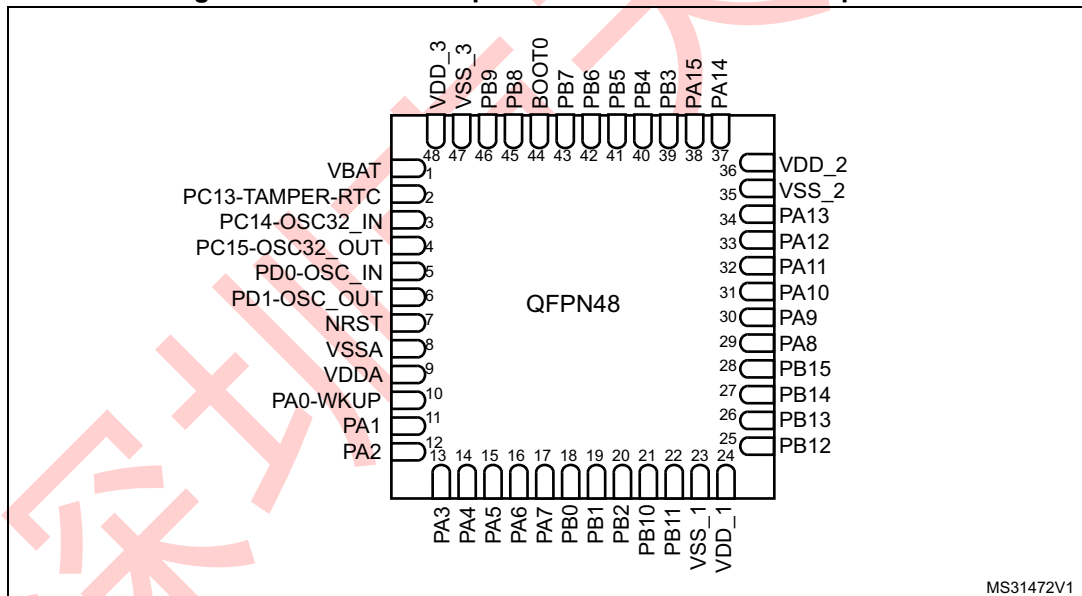 VDD_3
VSS_3
PB9
PB8
BOOT0
PB7
PB6
PB5
PB4
PB3
PA15
PA14
48 47 46 45 44 43 42 41 40 39 38 37
VBAT 1
PC13-TAMPER-RTC 2
PC14-OSC32_IN 3
PC15-OSC32_OUT 4
PD0-OSC_IN 5
PD1-OSC_OUT 6
NRST 7
VSSA 8
VDDA 9
PA0-WKUP 10
PA1 11
PA2 12
QFPN48
36 VDD_2
35 VSS_2
34 PA13
33 PA12
32 PA11
31 PA10
30 PA9
29 PA8
28 PB15
27 PB14
26 PB13
25 PB12
13 14 15 16 17 18 19 20 21 22 23 24
PA3
PA4
PA5
PA6
PA7
PB0
PB1
PB2
PB10
PB11
VSS_1
VDD_1
MS31472V1
深圳